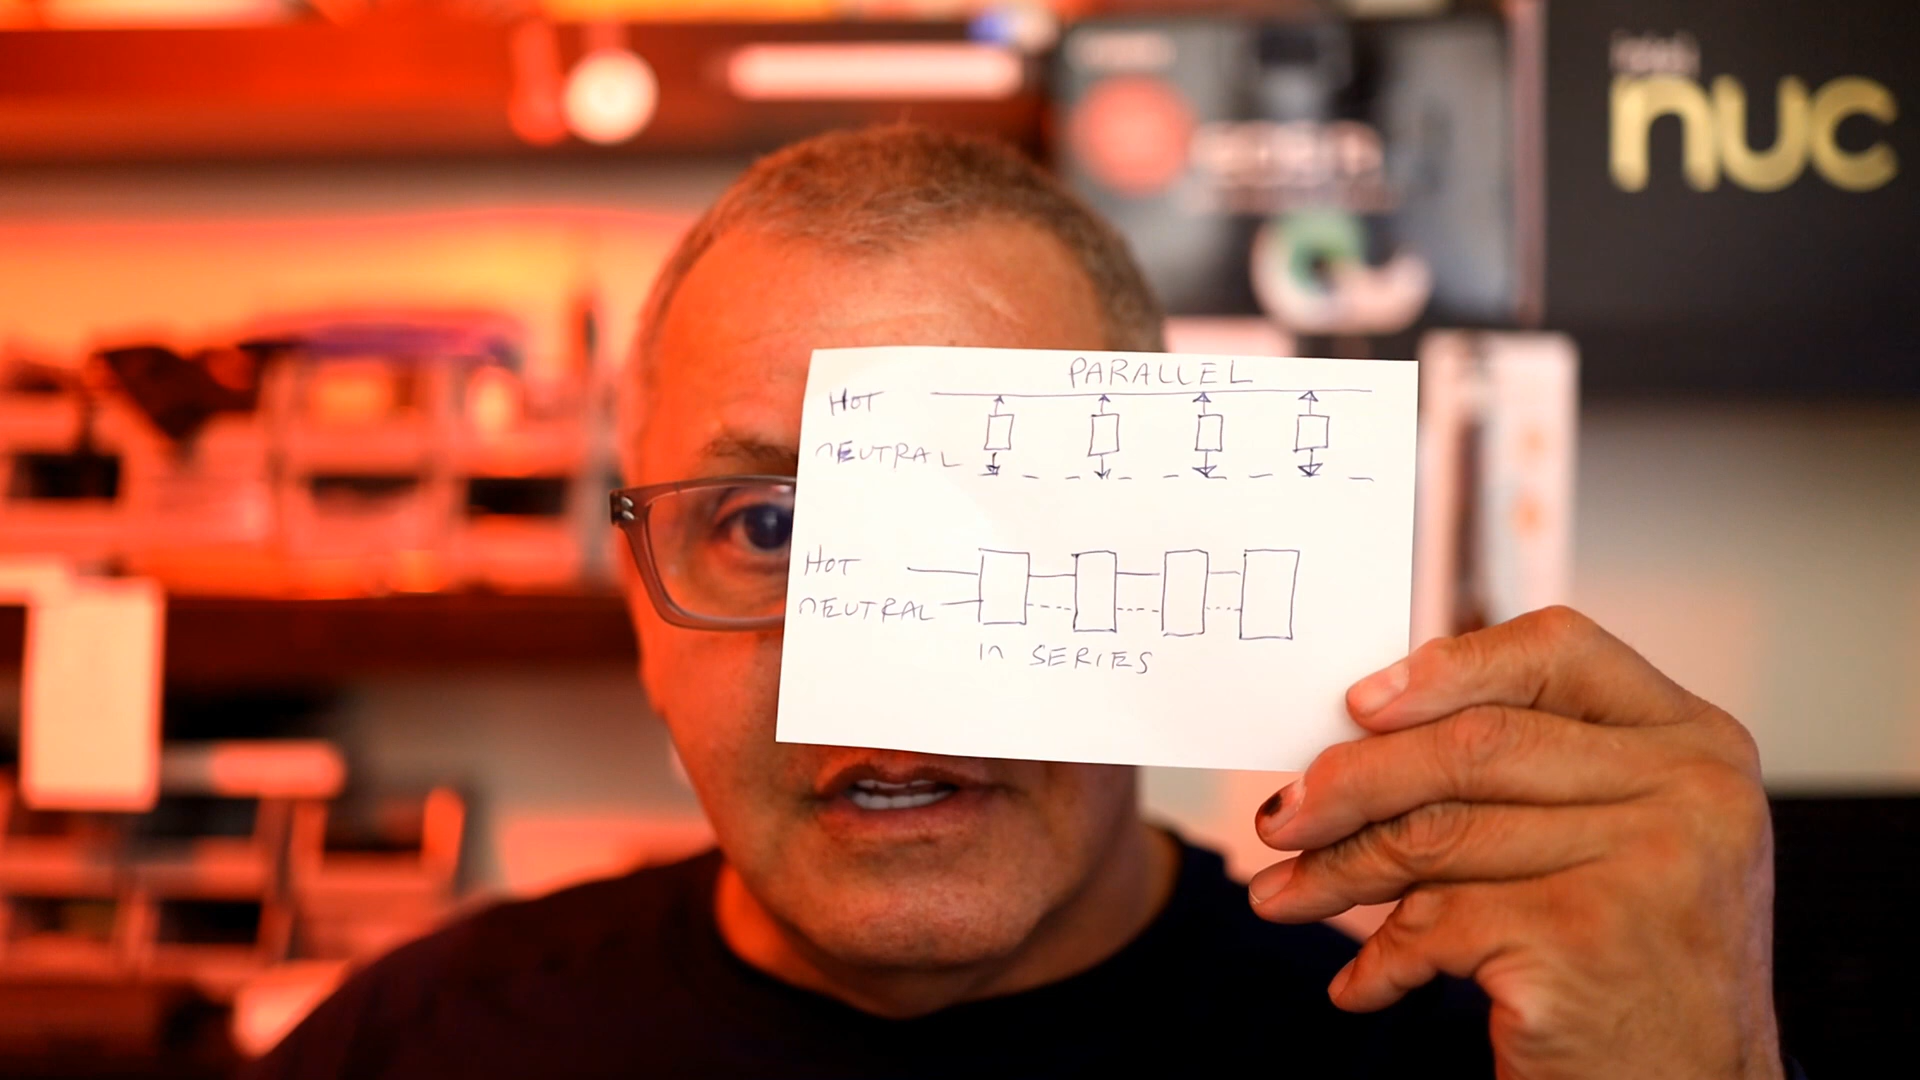 nuc
PARALLEL
HOT
NEUTRAL
HOT
NEUTRAL
in SERIES